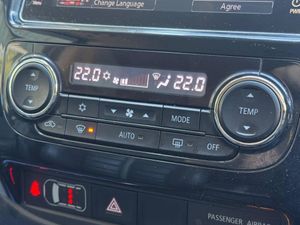 Change Language
Agree
22.0 22.0
TEMP
TEMP
MODE
AUTO
OFF
PASSENGER AIRBAG